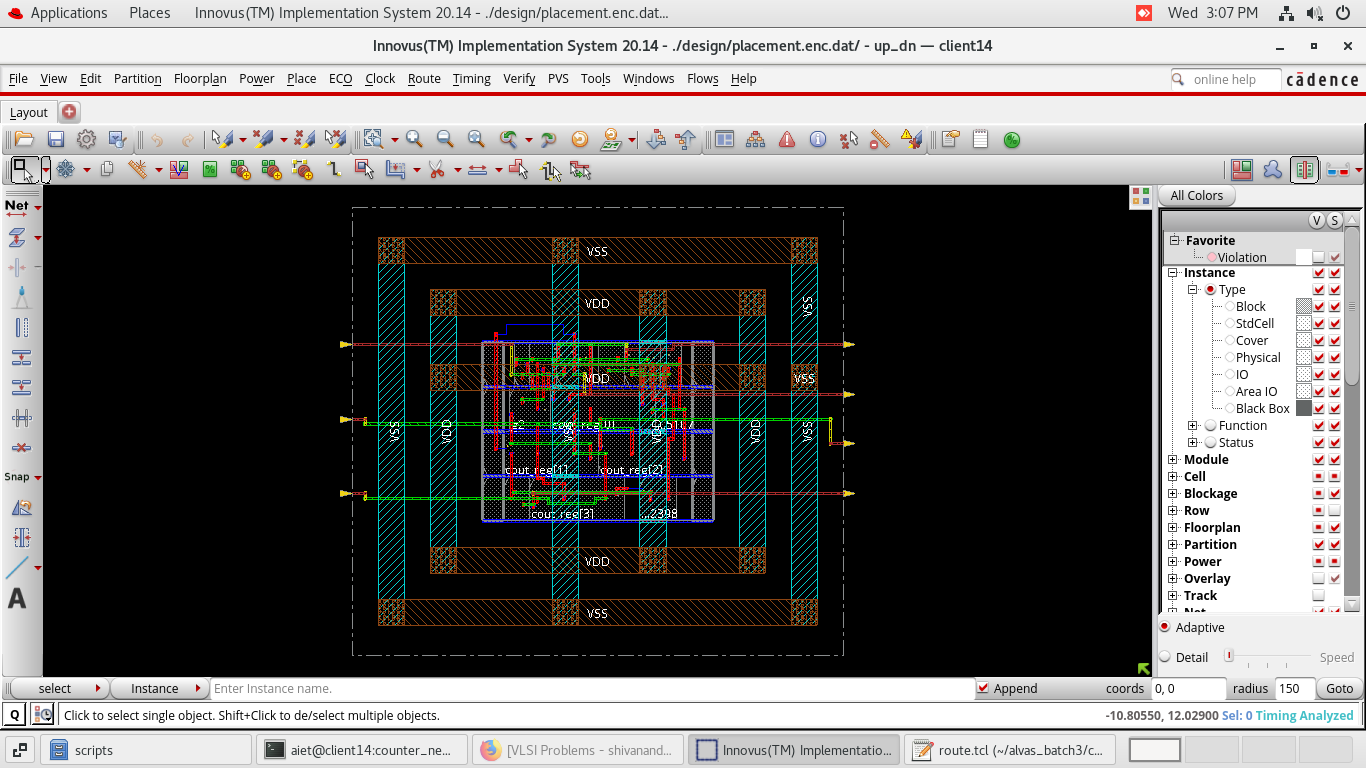 Applications Places Innovus(TM) Implementation System 20.14 - ./design/placement.enc.dat... Wed 3:07 PM
Innovus(TM) Implementation System 20.14 - ./design/placement.enc.dat/ - up_dn — client14
File View Edit Partition Floorplan Power Place ECO Clock Route Timing Verify PVS Tools Windows Flows Help online help cādence
Layout
Net
Snap
A
VSS
VDD
VSS
VDD
VSS
VSS
VDD
VDD
VSS
cout_reg[1] cout_reg[2]
cout_reg[3]
VDD
VSS
All Colors
V S
Favorite
Violation
Instance
Type
Block
StdCell
Cover
Physical
IO
Area IO
Black Box
Function
Status
Module
Cell
Blockage
Row
Floorplan
Partition
Power
Overlay
Track
Net
Adaptive
Detail Speed
select Instance Enter Instance name. Append coords 0, 0 radius 150 Goto
Q Click to select single object. Shift+Click to de/select multiple objects. -10.80550, 12.02900 Sel: 0 Timing Analyzed
scripts aiet@client14:counter_ne... [VLSI Problems - shivanand... Innovus(TM) Implementatio... route.tcl (~/alvas_batch3/c...